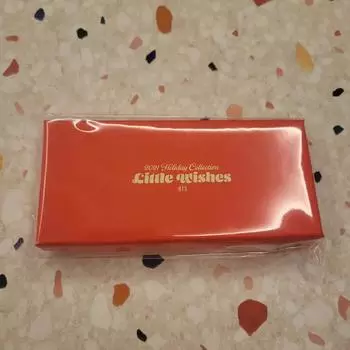 2021 Holiday Collection
Little Wishes
BTS